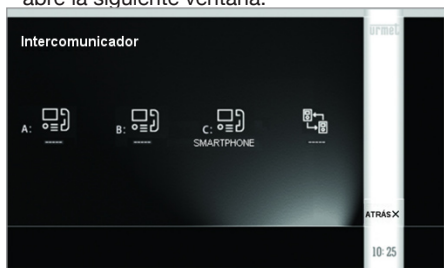 abre la siguiente ventana:
urmet
Intercomunicador
A: -----
B: -----
C: SMARTPHONE
-----
ATRÁS X
10:25